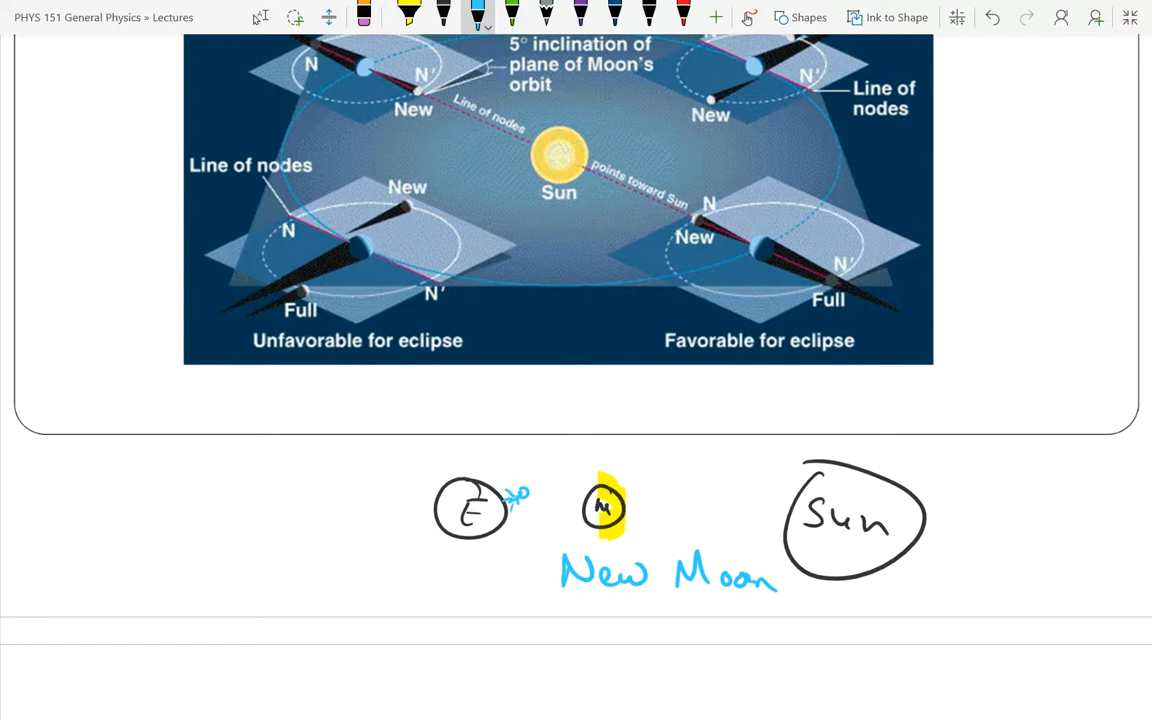 PHYS 151 General Physics » Lectures
Shapes
Ink to Shape
5° inclination of
plane of Moon's
orbit
N
N'
New
Line of nodes
N'
New
Line of
nodes
Sun
points toward Sun
Line of nodes
New
N
N'
Full
Unfavorable for eclipse
N
New
N'
Full
Favorable for eclipse
E
M
Sun
New Moon